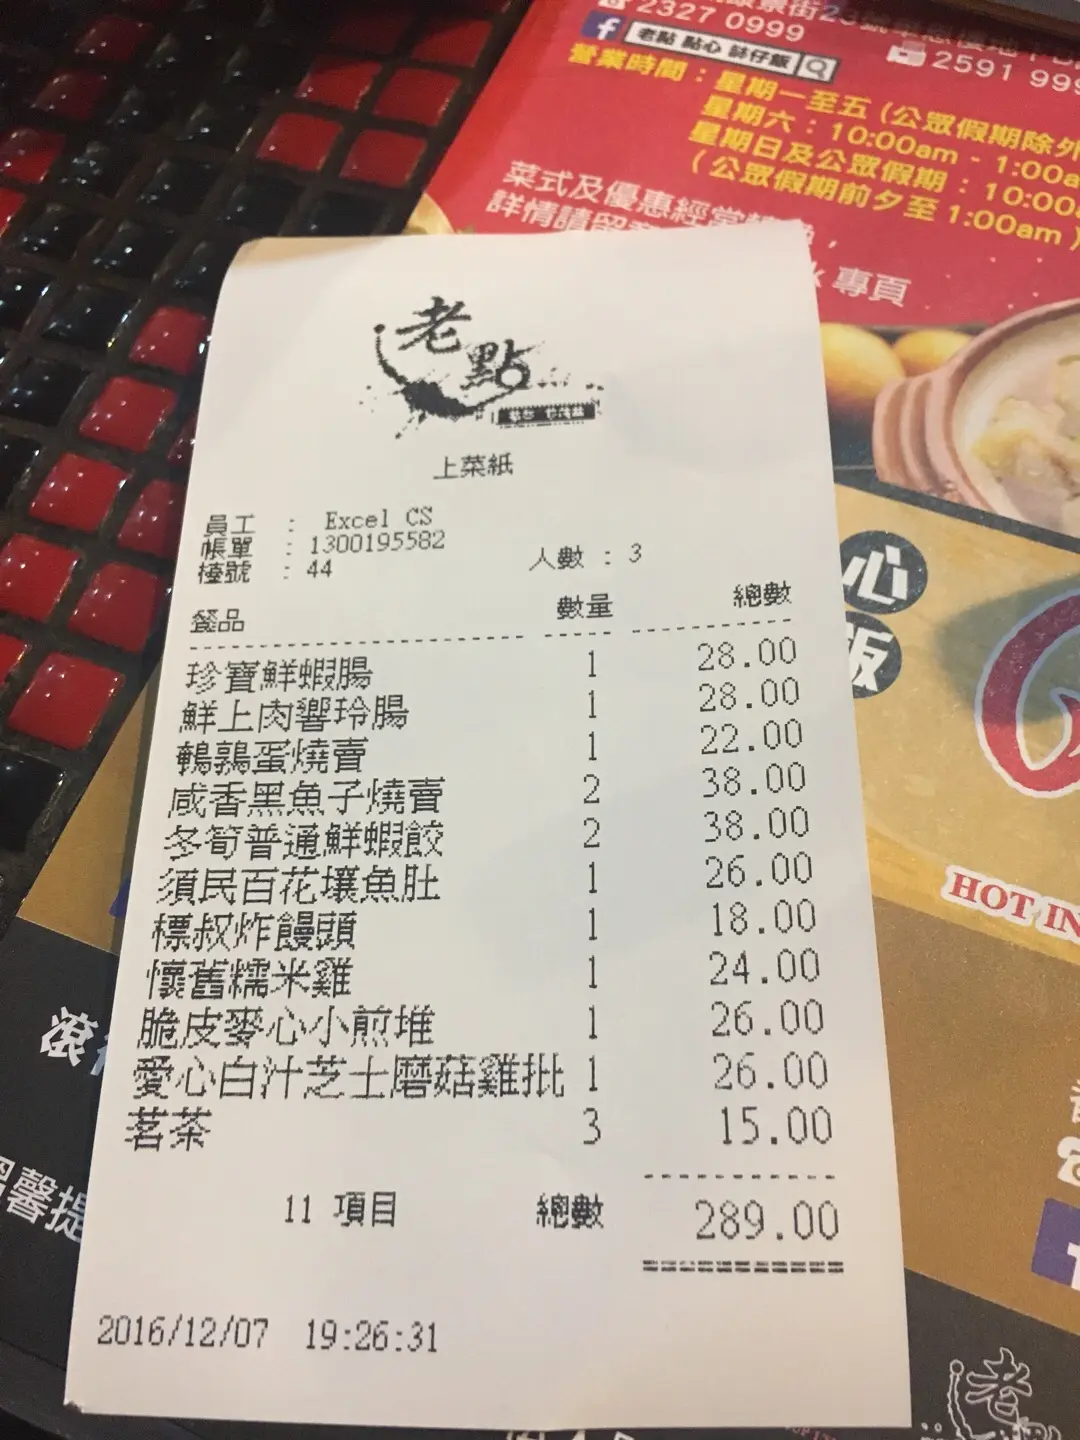 2327 0999
2591 999
老點 點心 砵仔飯
營業時間：星期一至五 (公眾假期除外
星期六：10:00am - 1:00a
星期日及公眾假期：10:00
(公眾假期前夕至 1:00am)
菜式及優惠經常
詳情請留
專頁
老點
上菜紙
員工 : Excel CS
帳單 : 1300195582
檯號 : 44 人數 : 3
餐品 數量 總數
珍寶鮮蝦腸 1 28.00
鮮上肉響玲腸 1 28.00
鵪鶉蛋燒賣 1 22.00
咸香黑魚子燒賣 2 38.00
冬筍普通鮮蝦餃 2 38.00
須民百花壤魚肚 1 26.00
標叔炸饅頭 1 18.00
懷舊糯米雞 1 24.00
脆皮麥心小煎堆 1 26.00
愛心白汁芝士磨菇雞批 1 26.00
茗茶 3 15.00
11 項目 總數 289.00
2016/12/07 19:26:31
心
飯
HOT IN
滾
馨提
老點